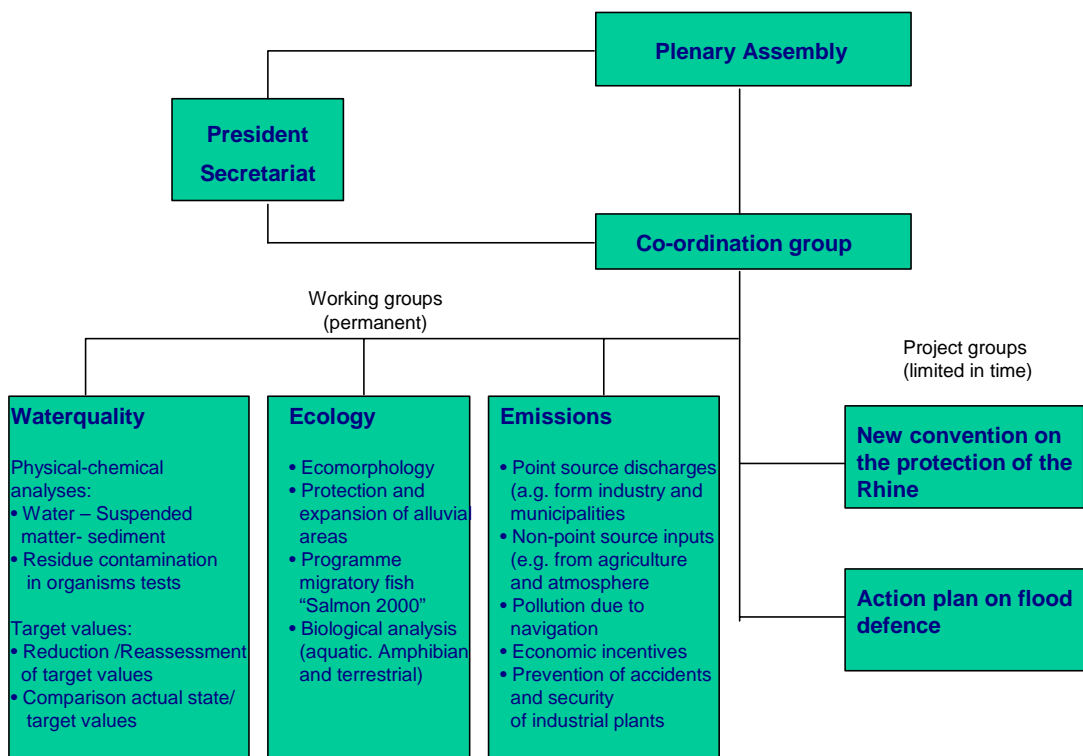 Plenary Assembly
President
Secretariat
Co-ordination group
Working groups
(permanent)
Project groups
(limited in time)
Waterquality
Physical-chemical
analyses:
• Water – Suspended
matter- sediment
• Residue contamination
in organisms tests
Target values:
• Reduction /Reassessment
of target values
• Comparison actual state/
target values
Ecology
• Ecomorphology
• Protection and
expansion of alluvial
areas
• Programme
migratory fish
“Salmon 2000”
• Biological analysis
(aquatic. Amphibian
and terrestrial)
Emissions
• Point source discharges
(a.g. form industry and
municipalities
• Non-point source inputs
(e.g. from agriculture
and atmosphere
• Pollution due to
navigation
• Economic incentives
• Prevention of accidents
and security
of industrial plants
New convention on
the protection of the
Rhine
Action plan on flood
defence